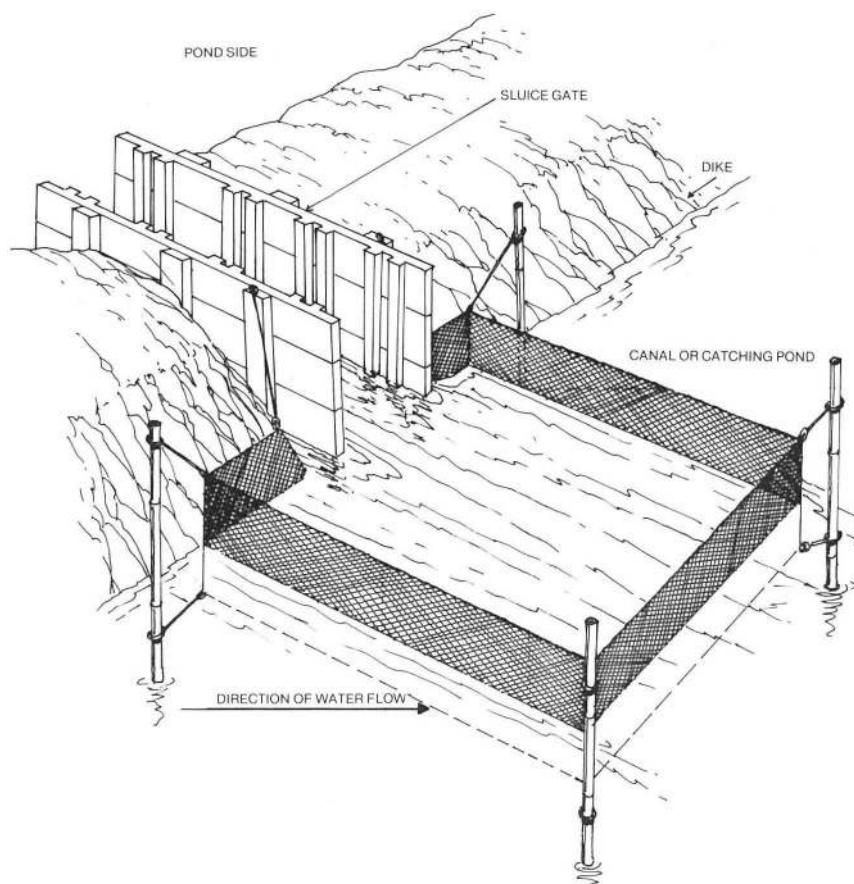 POND SIDE
SLUICE GATE
DIKE
CANAL OR CATCHING POND
DIRECTION OF WATER FLOW